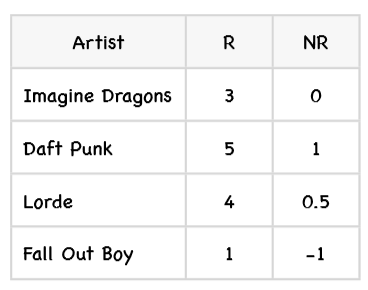 Artist R NR
Imagine Dragons 3 0
Daft Punk 5 1
Lorde 4 0.5
Fall Out Boy 1 -1